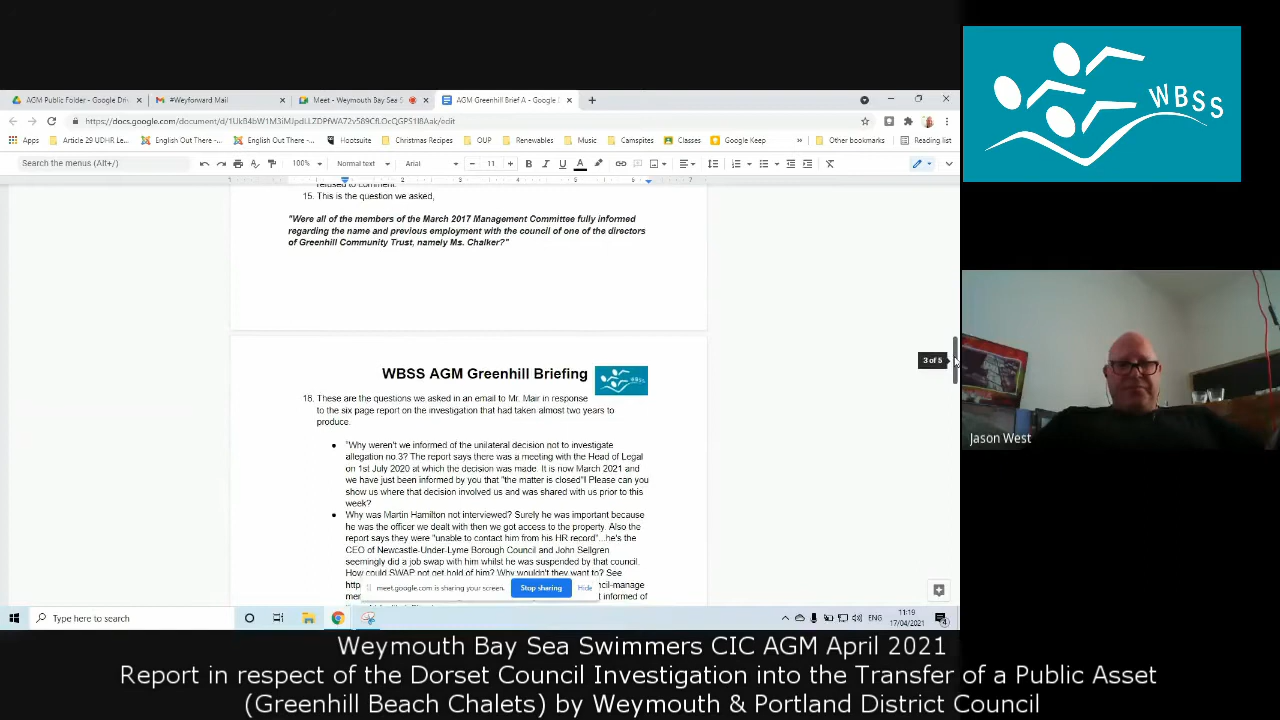 AGM Public Folder - Google Dri
#Weyforward Mail
Meet - Weymouth Bay Sea S
AGM Greenhill Brief A - Google
Apps
Article 29 UDHR Le
English Out There -
English Out There -
Hootsuite
Christmas Recipes
OUP
Renewables
Music
Campsites
Classes
Google Keep
Other bookmarks
Reading list
Search the menus (Alt+/)
100%
Normal text
Arial
11
refused to comment.
15. This is the question we asked,
"Were all of the members of the March 2017 Management Committee fully informed
regarding the name and previous employment with the council of one of the directors
of Greenhill Community Trust, namely Ms. Chalker?"
3 of 5
WBSS AGM Greenhill Briefing
16. These are the questions we asked in an email to Mr. Mair in response
to the six page report on the investigation that had taken almost two years to
produce.
"Why weren't we informed of the unilateral decision not to investigate
allegation no.3? The report says there was a meeting with the Head of Legal
on 1st July 2020 at which the decision was made. It is now March 2021 and
we have just been informed by you that "the matter is closed"! Please can you
show us where that decision involved us and was shared with us prior to this
week?
Why was Martin Hamilton not interviewed? Surely he was important because
he was the officer we dealt with then we got access to the property. Also the
report says they were "unable to contact him from his HR record"...he's the
CEO of Newcastle-Under-Lyme Borough Council and John Sellgren
seemingly did a job swap with him whilst he was suspended by that council.
How could SWAP not get hold of him? Why wouldn't they want to? See
meet.google.com is sharing your screen.
Stop sharing
Hide
Type here to search
ENG
11:19
17/04/2021
WBSS
Jason West
Weymouth Bay Sea Swimmers CIC AGM April 2021
Report in respect of the Dorset Council Investigation into the Transfer of a Public Asset
(Greenhill Beach Chalets) by Weymouth & Portland District Council